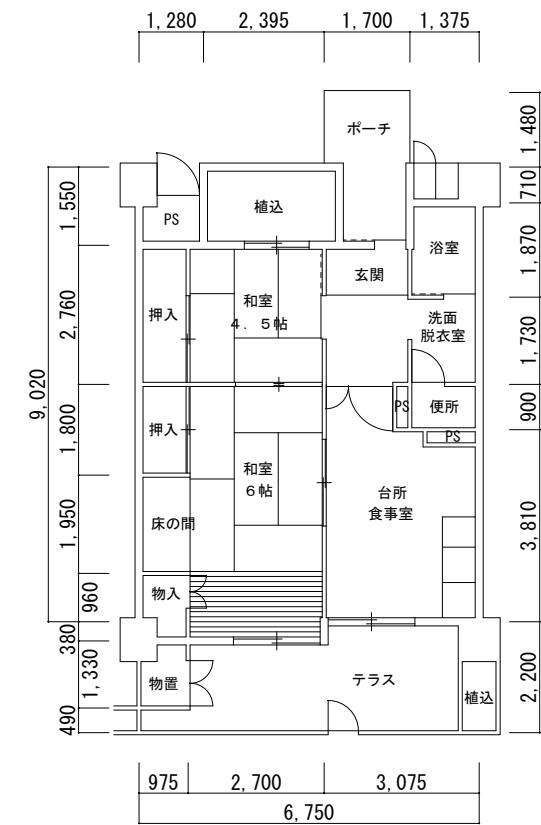 1,280 2,395 1,700 1,375
1,480
710
1,870
1,730
900
3,810
2,200
9,020
1,550
2,760
1,800
1,950
960
380
1,330
490
ポーチ
PS
植込
浴室
玄関
押入
和室
4.5帖
洗面
脱衣室
押入
PS
便所
PS
和室
6帖
台所
食事室
床の間
物入
物置
テラス
植込
975 2,700 3,075
6,750